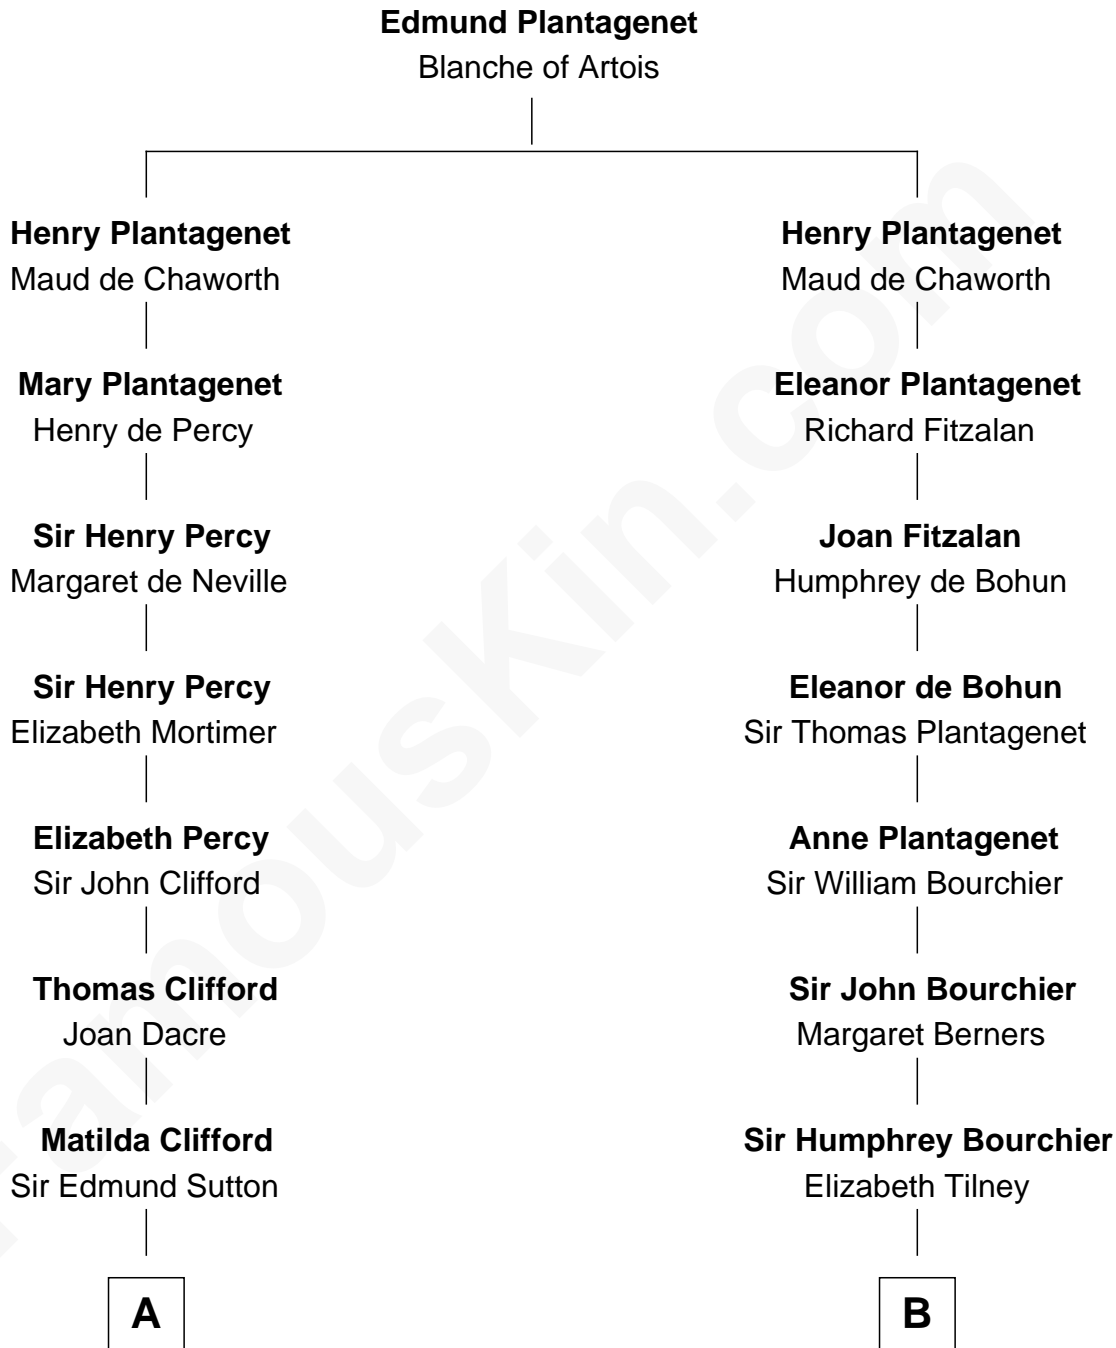 Edmund Plantagenet
Blanche of Artois
Henry Plantagenet
Maud de Chaworth
Henry Plantagenet
Maud de Chaworth
Mary Plantagenet
Henry de Percy
Eleanor Plantagenet
Richard Fitzalan
Sir Henry Percy
Margaret de Neville
Joan Fitzalan
Humphrey de Bohun
Sir Henry Percy
Elizabeth Mortimer
Eleanor de Bohun
Sir Thomas Plantagenet
Elizabeth Percy
Sir John Clifford
Anne Plantagenet
Sir William Bourchier
Thomas Clifford
Joan Dacre
Sir John Bourchier
Margaret Berners
Matilda Clifford
Sir Edmund Sutton
Sir Humphrey Bourchier
Elizabeth Tilney
A
B
FamousKin.com